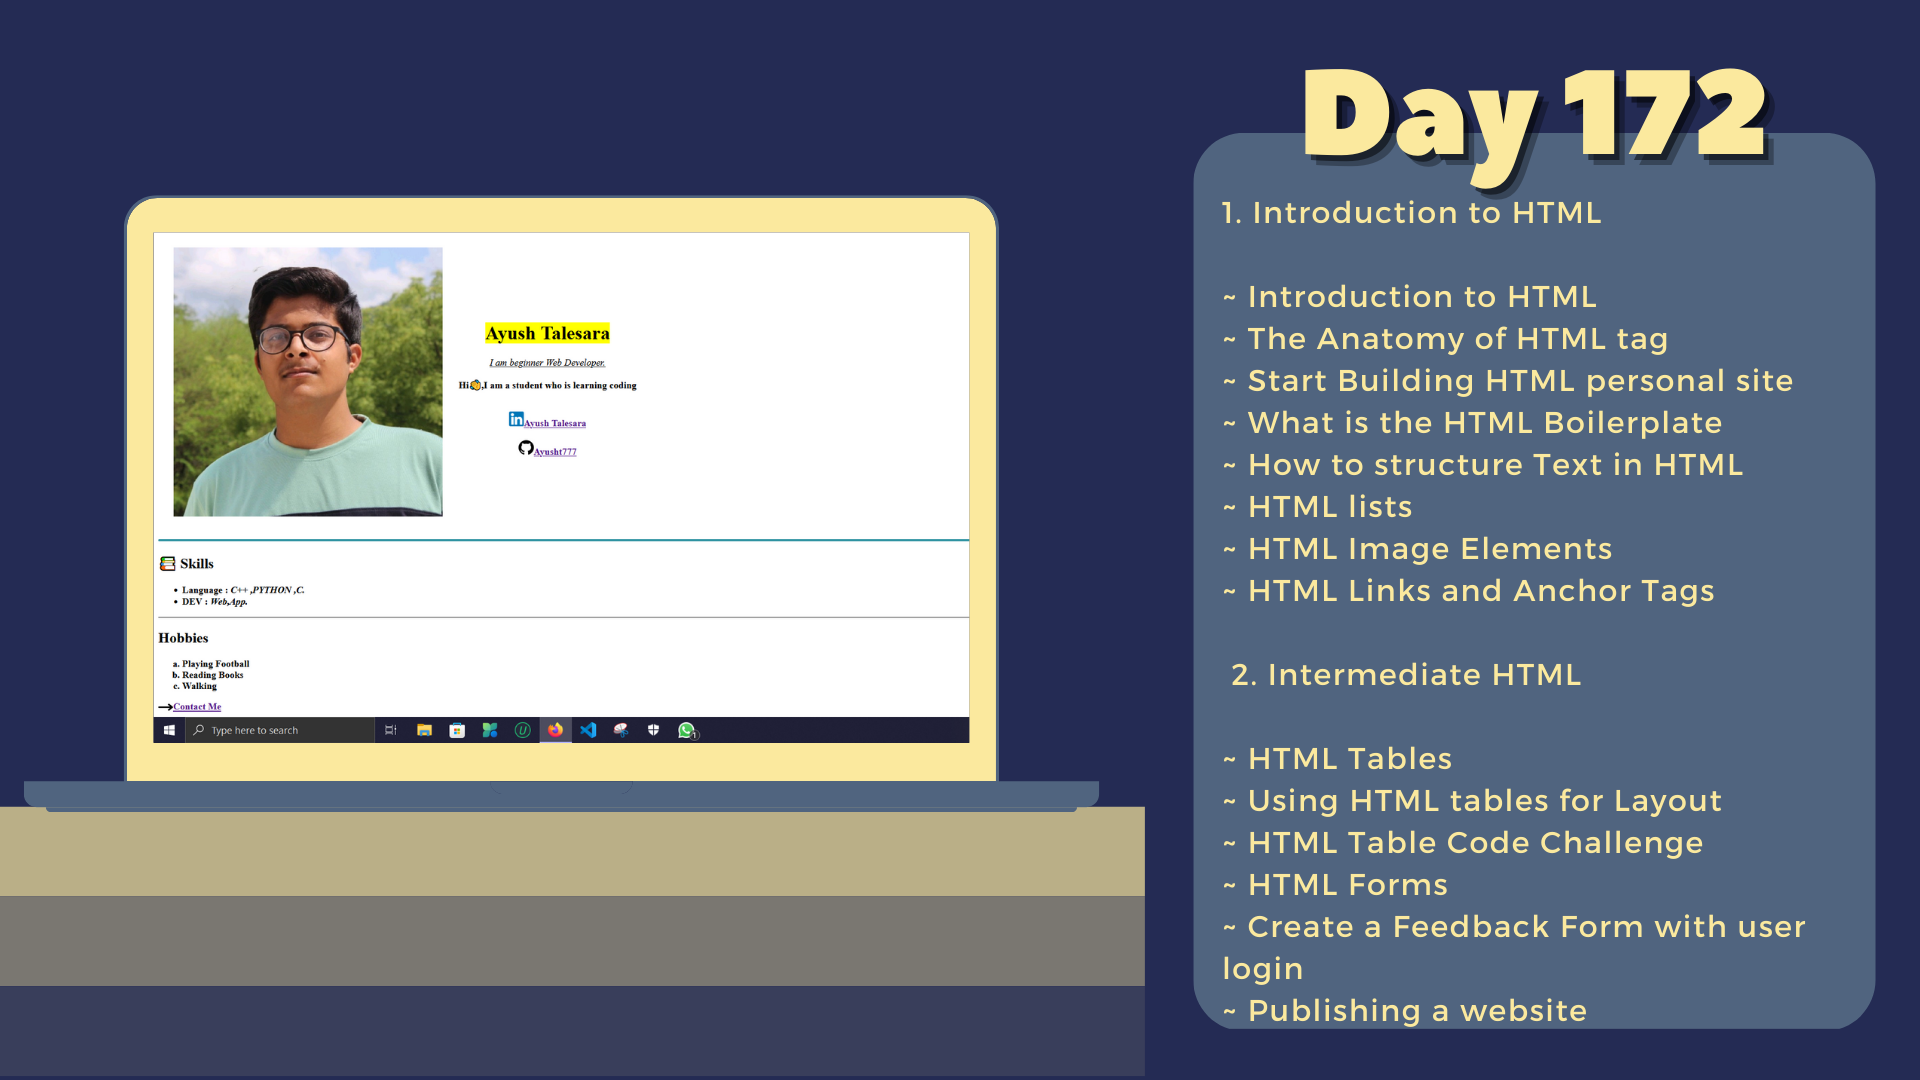 Day 172
1. Introduction to HTML
~ Introduction to HTML
~ The Anatomy of HTML tag
~ Start Building HTML personal site
~ What is the HTML Boilerplate
~ How to structure Text in HTML
~ HTML lists
~ HTML Image Elements
~ HTML Links and Anchor Tags
2. Intermediate HTML
~ HTML Tables
~ Using HTML tables for Layout
~ HTML Table Code Challenge
~ HTML Forms
~ Create a Feedback Form with user
login
~ Publishing a website
Ayush Talesara
I am beginner Web Developer.
Hi👋,I am a student who is learning coding
in Ayush Talesara
Ayusht777
Skills
• Language : C++ ,PYTHON ,C.
• DEV : Web,App.
Hobbies
a. Playing Football
b. Reading Books
c. Walking
→Contact Me
Type here to search
1